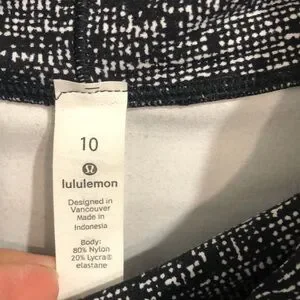 10
lululemon
Designed in
Vancouver
Made in
Indonesia
Body:
80% Nylon
20% Lycra®
elastane